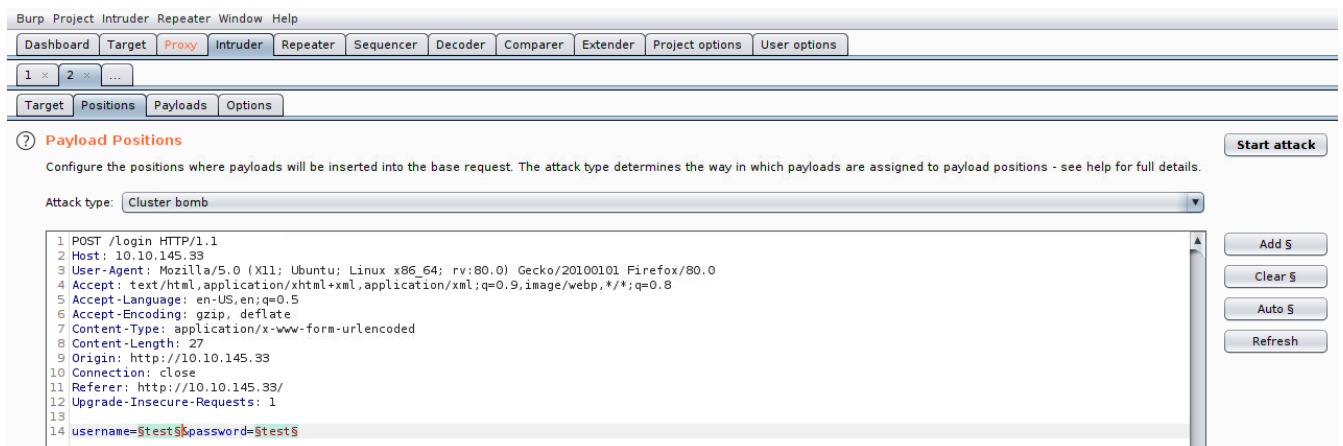 Burp Project Intruder Repeater Window Help
Dashboard Target Proxy Intruder Repeater Sequencer Decoder Comparer Extender Project options User options
1 × 2 × ...
Target Positions Payloads Options
? Payload Positions
Start attack
Configure the positions where payloads will be inserted into the base request. The attack type determines the way in which payloads are assigned to payload positions - see help for full details.
Attack type: Cluster bomb
1 POST /login HTTP/1.1
2 Host: 10.10.145.33
3 User-Agent: Mozilla/5.0 (X11; Ubuntu; Linux x86_64; rv:80.0) Gecko/20100101 Firefox/80.0
4 Accept: text/html,application/xhtml+xml,application/xml;q=0.9,image/webp,*/*;q=0.8
5 Accept-Language: en-US,en;q=0.5
6 Accept-Encoding: gzip, deflate
7 Content-Type: application/x-www-form-urlencoded
8 Content-Length: 27
9 Origin: http://10.10.145.33
10 Connection: close
11 Referer: http://10.10.145.33/
12 Upgrade-Insecure-Requests: 1
13
14 username=§test§&password=§test§
Add §
Clear §
Auto §
Refresh